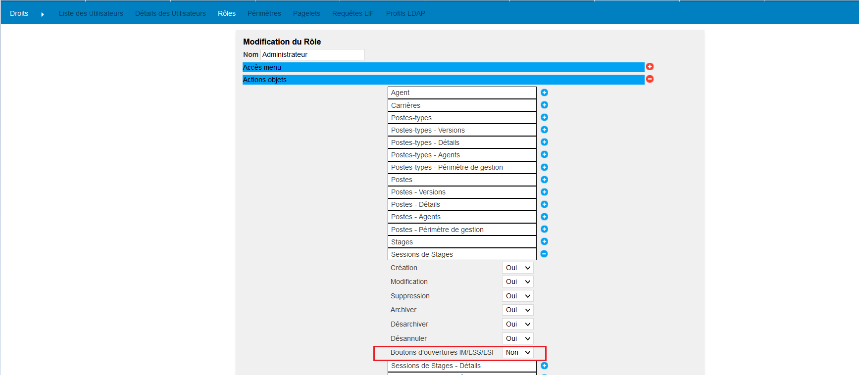 Droits Liste des Utilisateurs Détails des Utilisateurs Rôles Périmètres Pagelets Requêtes LIF Profils LDAP
Modification du Rôle
Nom Administrateur
Accès menu
Actions objets
Agent
Carrières
Postes-types
Postes-types - Versions
Postes-types - Détails
Postes-types - Agents
Postes-types - Périmètre de gestion
Postes
Postes - Versions
Postes - Détails
Postes - Agents
Postes - Périmètre de gestion
Stages
Sessions de Stages
Création Oui
Modification Oui
Suppression Oui
Archiver Oui
Désarchiver Oui
Désannuler Oui
Boutons d'ouvertures IM/ESS/ESI Non
Sessions de Stages - Détails